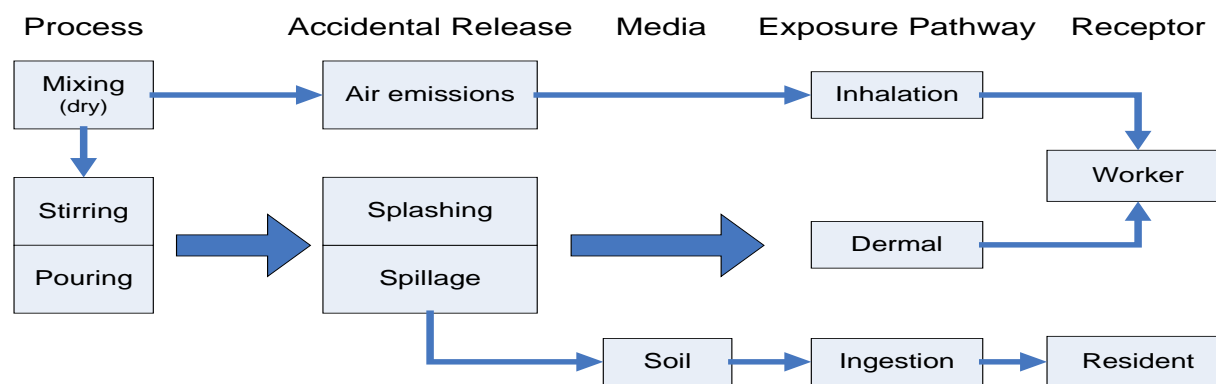 Process
Accidental Release
Media
Exposure Pathway
Receptor
Mixing
(dry)
Air emissions
Inhalation
Worker
Stirring
Splashing
Dermal
Pouring
Spillage
Soil
Ingestion
Resident